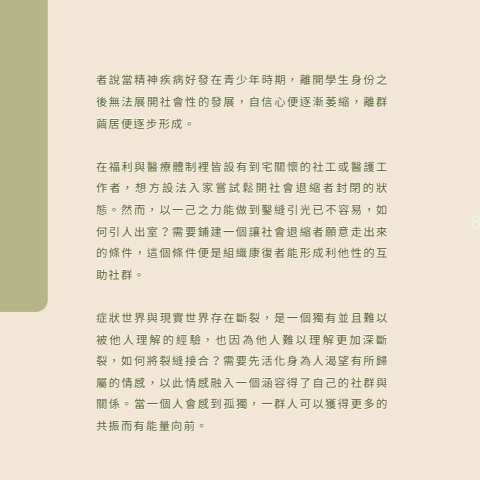 者說當精神疾病好發在青少年時期，離開學生身份之
後無法展開社會性的發展，自信心便逐漸萎縮，離群
繭居便逐步形成。
在福利與醫療體制裡皆設有到宅關懷的社工或醫護工
作者，想方設法入家嘗試鬆開社會退縮者封閉的狀
態。然而，以一己之力能做到鑿縫引光已不容易，如
何引人出室？需要鋪建一個讓社會退縮者願意走出來
的條件，這個條件便是組織康復者能形成利他性的互
助社群。
症狀世界與現實世界存在斷裂，是一個獨有並且難以
被他人理解的經驗，也因為他人難以理解更加深斷
裂，如何將裂縫接合？需要先活化身為人渴望有所歸
屬的情感，以此情感融入一個涵容得了自己的社群與
關係。當一個人會感到孤獨，一群人可以獲得更多的
共振而有能量向前。